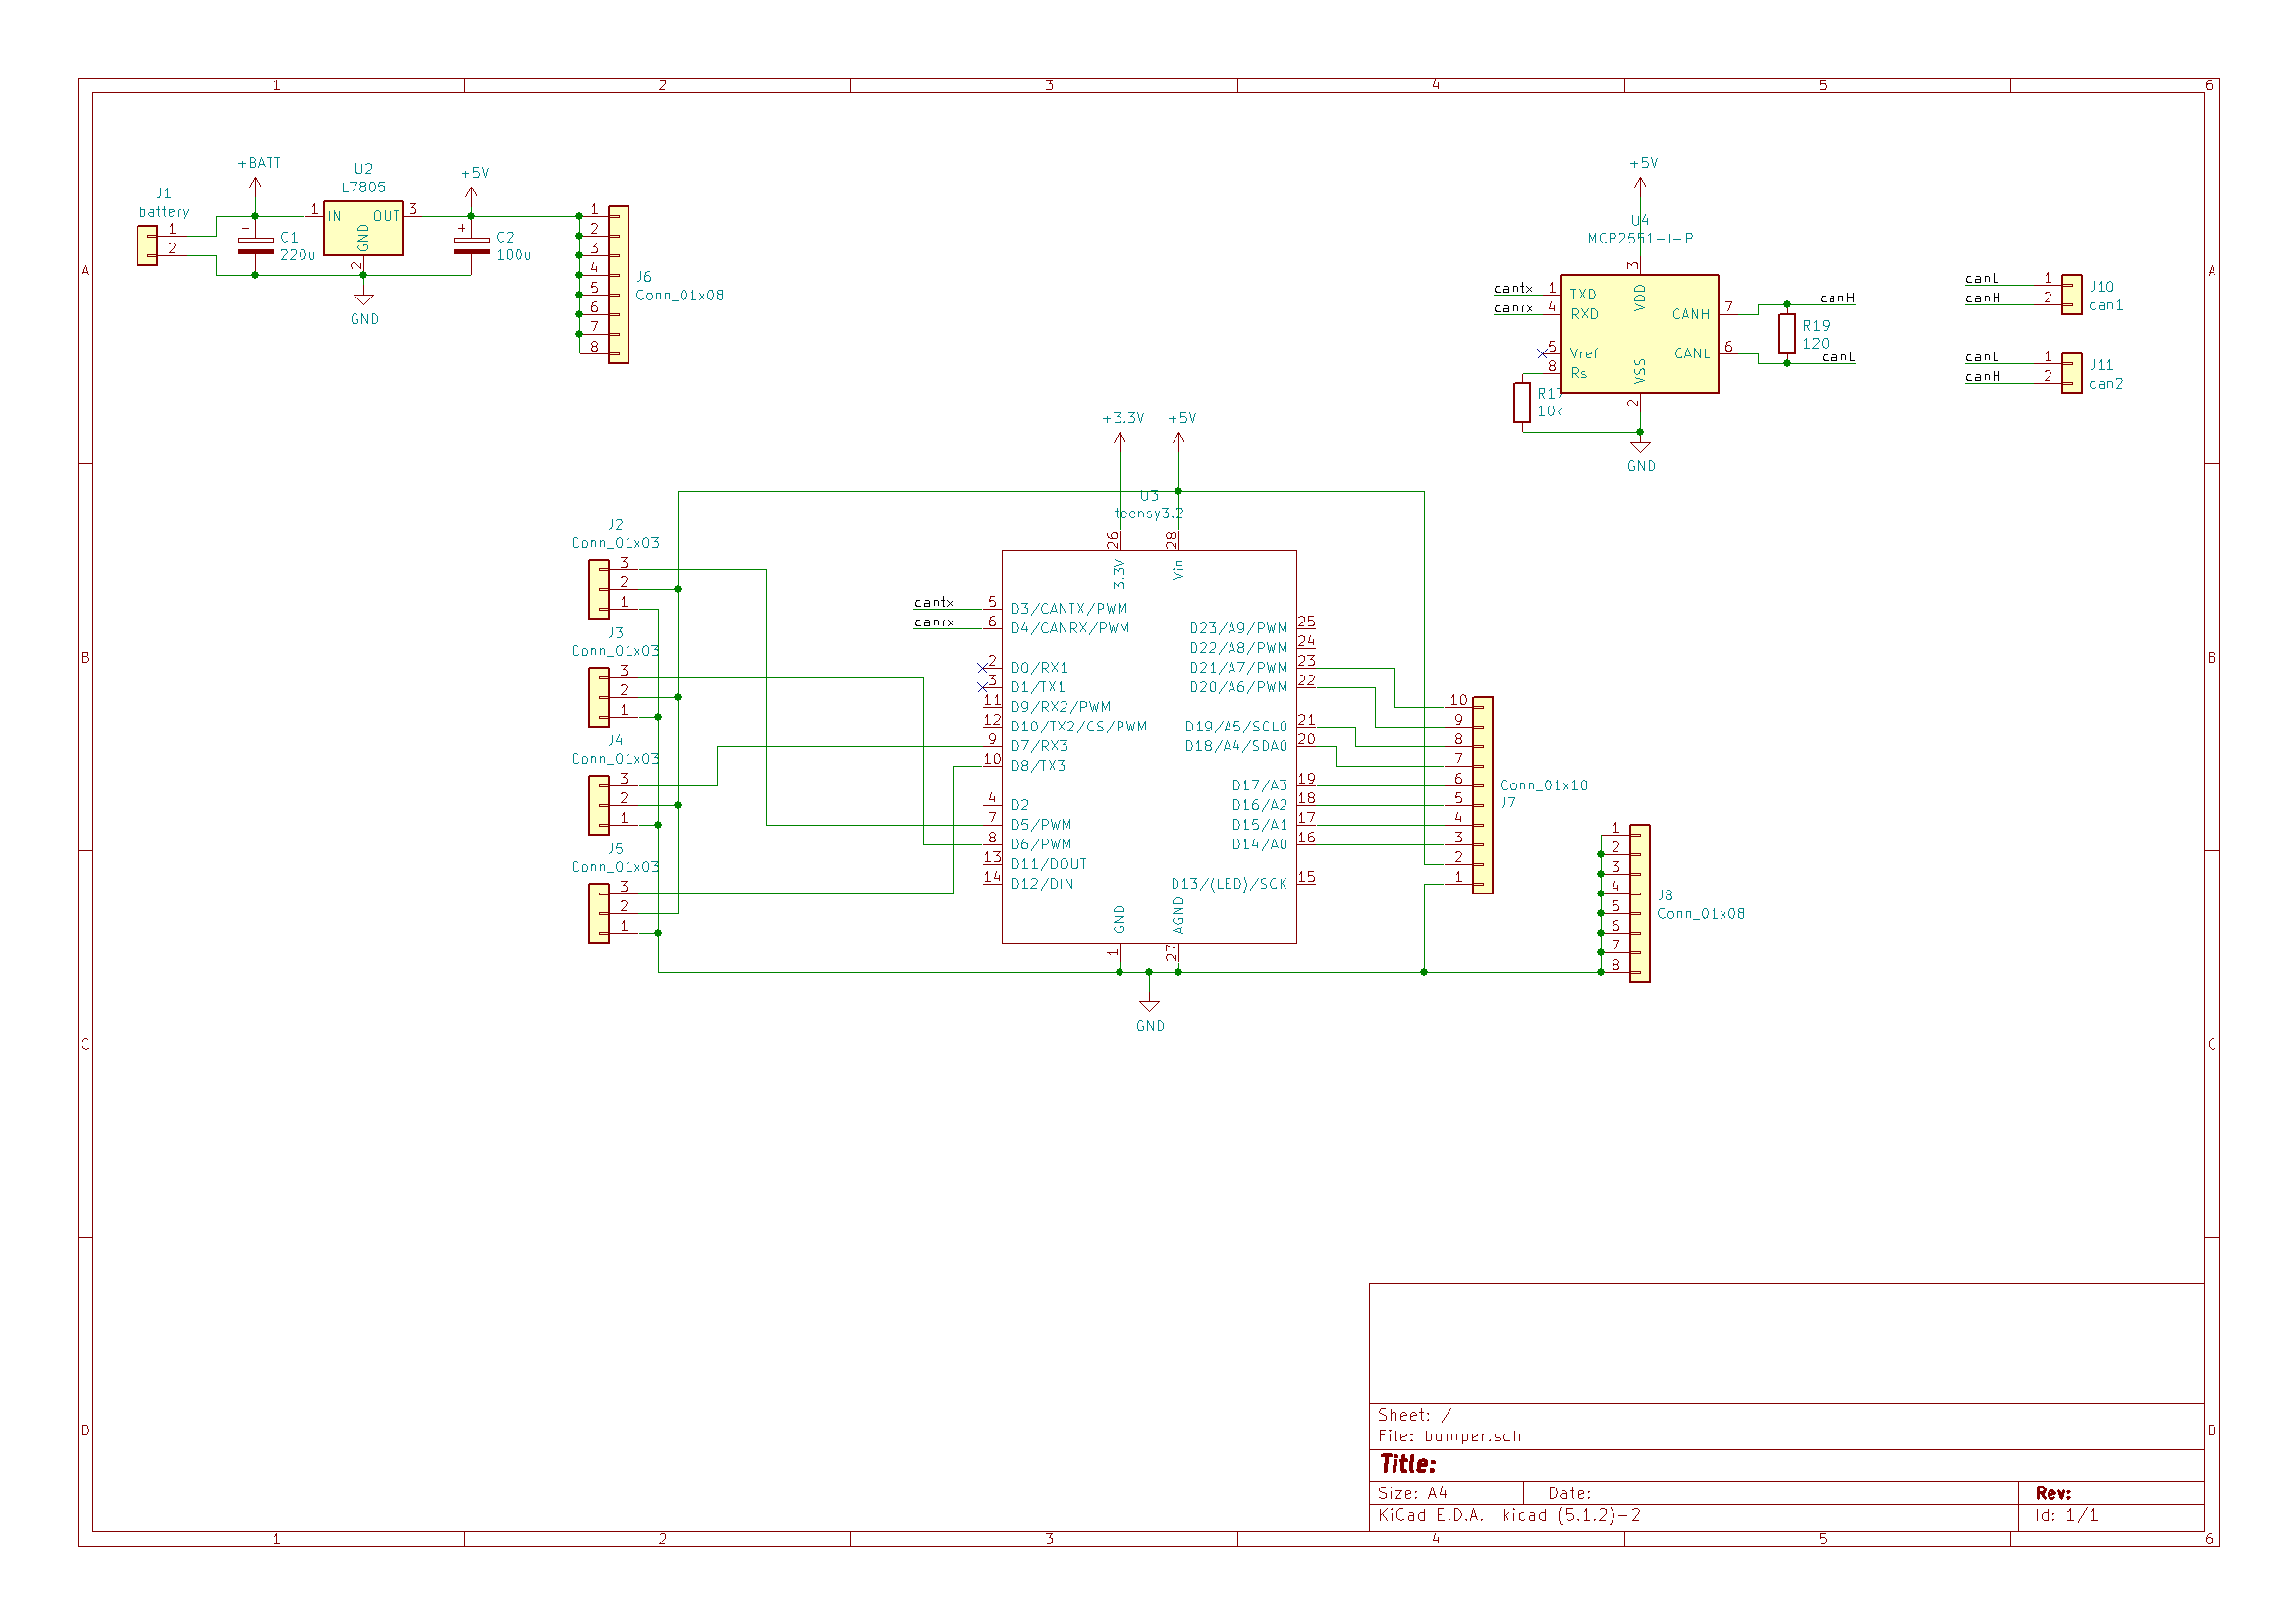 1 2 3 4 5 6
A
B
C
D
A
B
C
D
1 2 3 4 5 6
J1
battery
1
2
+BATT
+
C1
220u
U2
L7805
1 IN OUT 3
GND
2
GND
+5V
+
C2
100u
1
2
3
4
5
6
7
8
J6
Conn_01x08
+5V
U4
MCP2551-I-P
3
VDD
cantx 1 TXD
canrx 4 RXD
5 Vref
8 Rs
VSS
2
CANH 7
CANL 6
canH
canL
R19
120
R17
10k
GND
canL 1
canH 2
J10
can1
canL 1
canH 2
J11
can2
+3.3V
+5V
U3
teensy3.2
26
28
3.3V
Vin
J2
Conn_01x03
3
2
1
J3
Conn_01x03
3
2
1
J4
Conn_01x03
3
2
1
J5
Conn_01x03
3
2
1
cantx 5 D3/CANTX/PWM
canrx 6 D4/CANRX/PWM
2 D0/RX1
3 D1/TX1
11 D9/RX2/PWM
12 D10/TX2/CS/PWM
9 D7/RX3
10 D8/TX3
4 D2
7 D5/PWM
8 D6/PWM
13 D11/DOUT
14 D12/DIN
D23/A9/PWM 25
D22/A8/PWM 24
D21/A7/PWM 23
D20/A6/PWM 22
D19/A5/SCL0 21
D18/A4/SDA0 20
D17/A3 19
D16/A2 18
D15/A1 17
D14/A0 16
D13/(LED)/SCK 15
GND
AGND
1
27
GND
10
9
8
7
6
5
4
3
2
1
Conn_01x10
J7
1
2
3
4
5
6
7
8
J8
Conn_01x08
Sheet: /
File: bumper.sch
Title:
Size: A4 Date: Rev:
KiCad E.D.A. kicad (5.1.2)-2 Id: 1/1